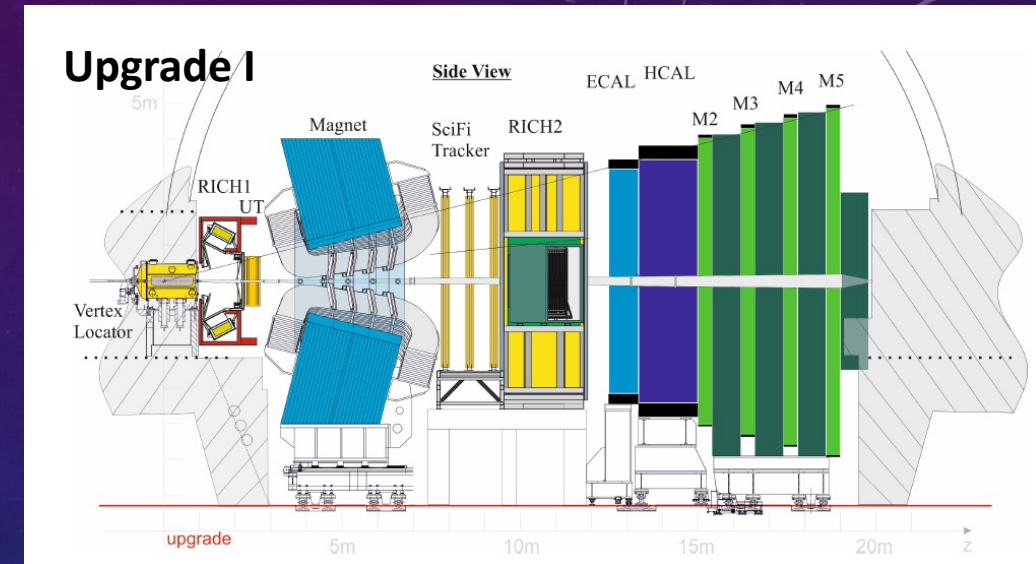 Upgrade I
Side View
5m
ECAL
HCAL
M5
M4
M3
M2
Magnet
SciFi
Tracker
RICH2
RICH1
UT
Vertex
Locator
upgrade
5m
10m
15m
20m
z